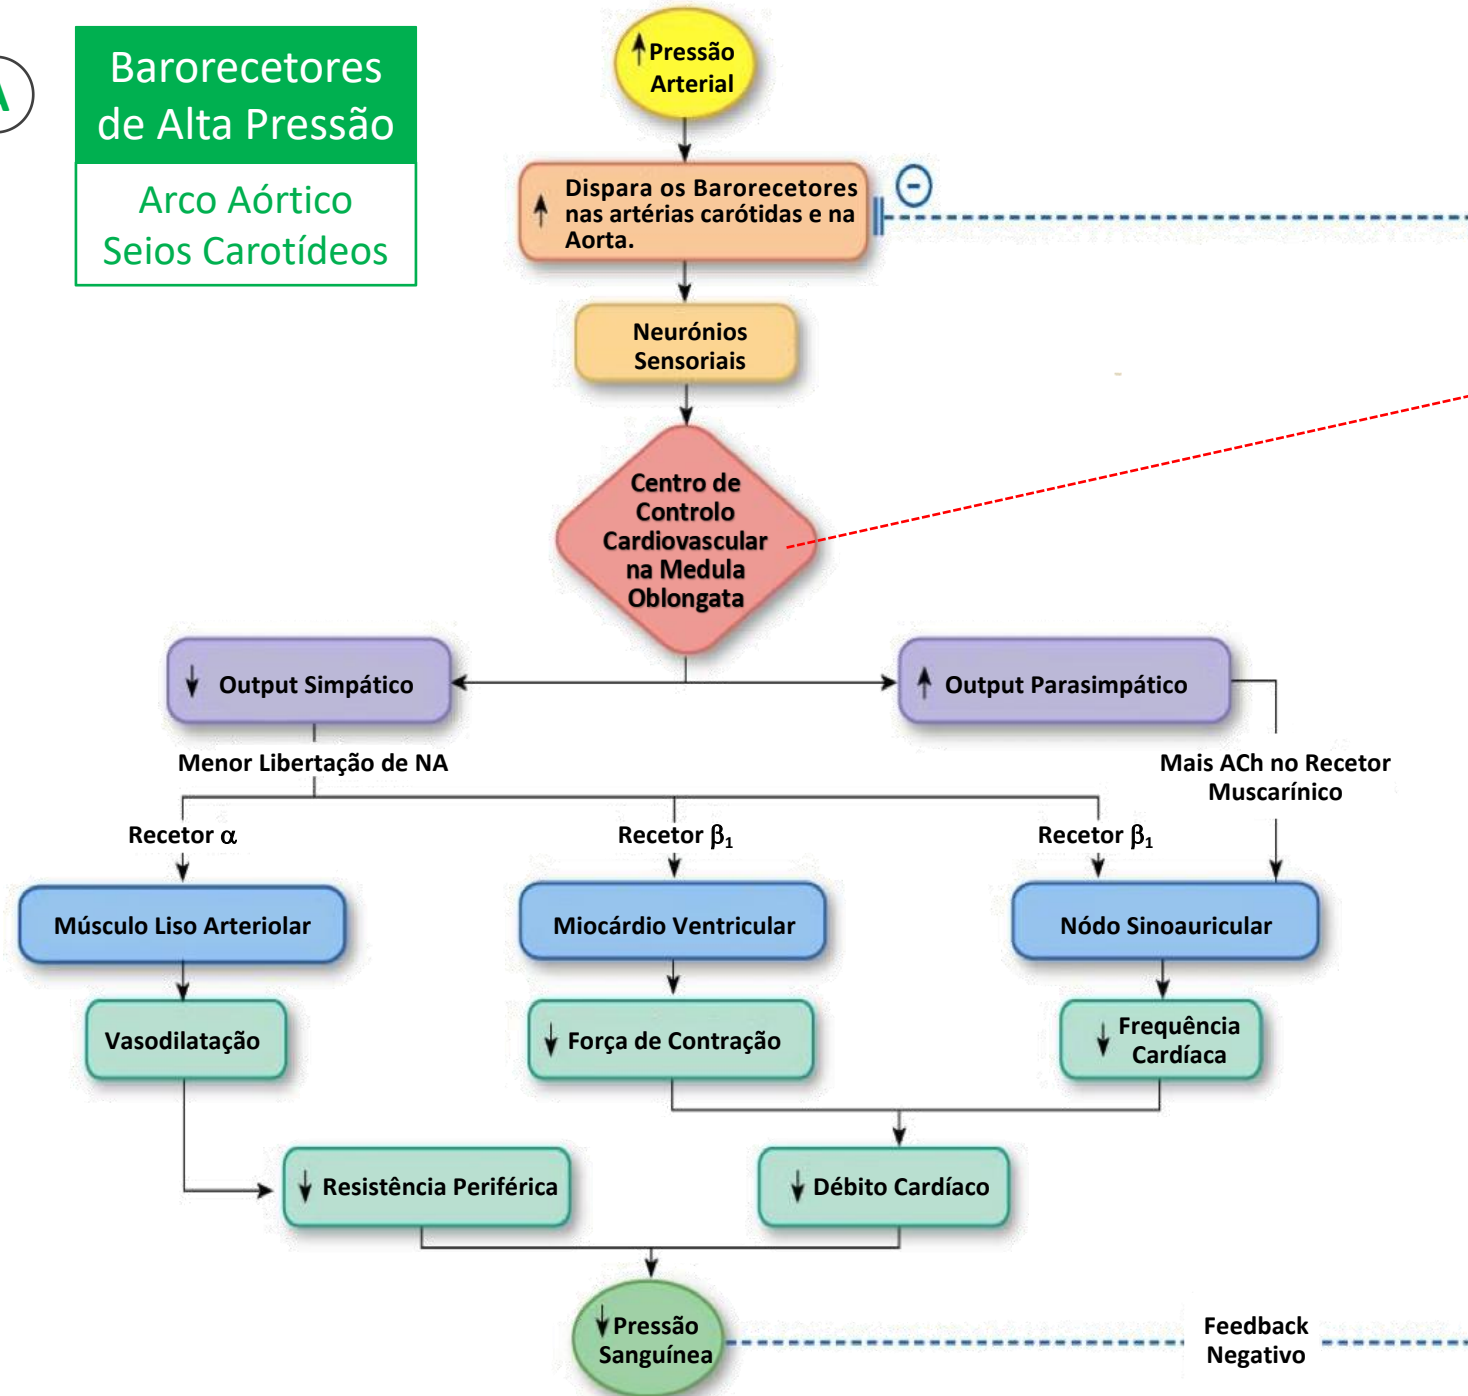 A
Barorecetores
de Alta Pressão
Arco Aórtico
Seios Carotídeos
↑Pressão
Arterial
↑ Dispara os Barorecetores
nas artérias carótidas e na
Aorta.
-
Neurónios
Sensoriais
Centro de
Controlo
Cardiovascular
na Medula
Oblongata
↓ Output Simpático
↑ Output Parasimpático
Menor Libertação de NA
Mais ACh no Recetor
Muscarínico
Recetor α
Recetor β₁
Recetor β₁
Músculo Liso Arteriolar
Miocárdio Ventricular
Nódo Sinoauricular
Vasodilatação
↓ Força de Contração
↓ Frequência
Cardíaca
↓ Resistência Periférica
↓ Débito Cardíaco
↓Pressão
Sanguínea
Feedback
Negativo